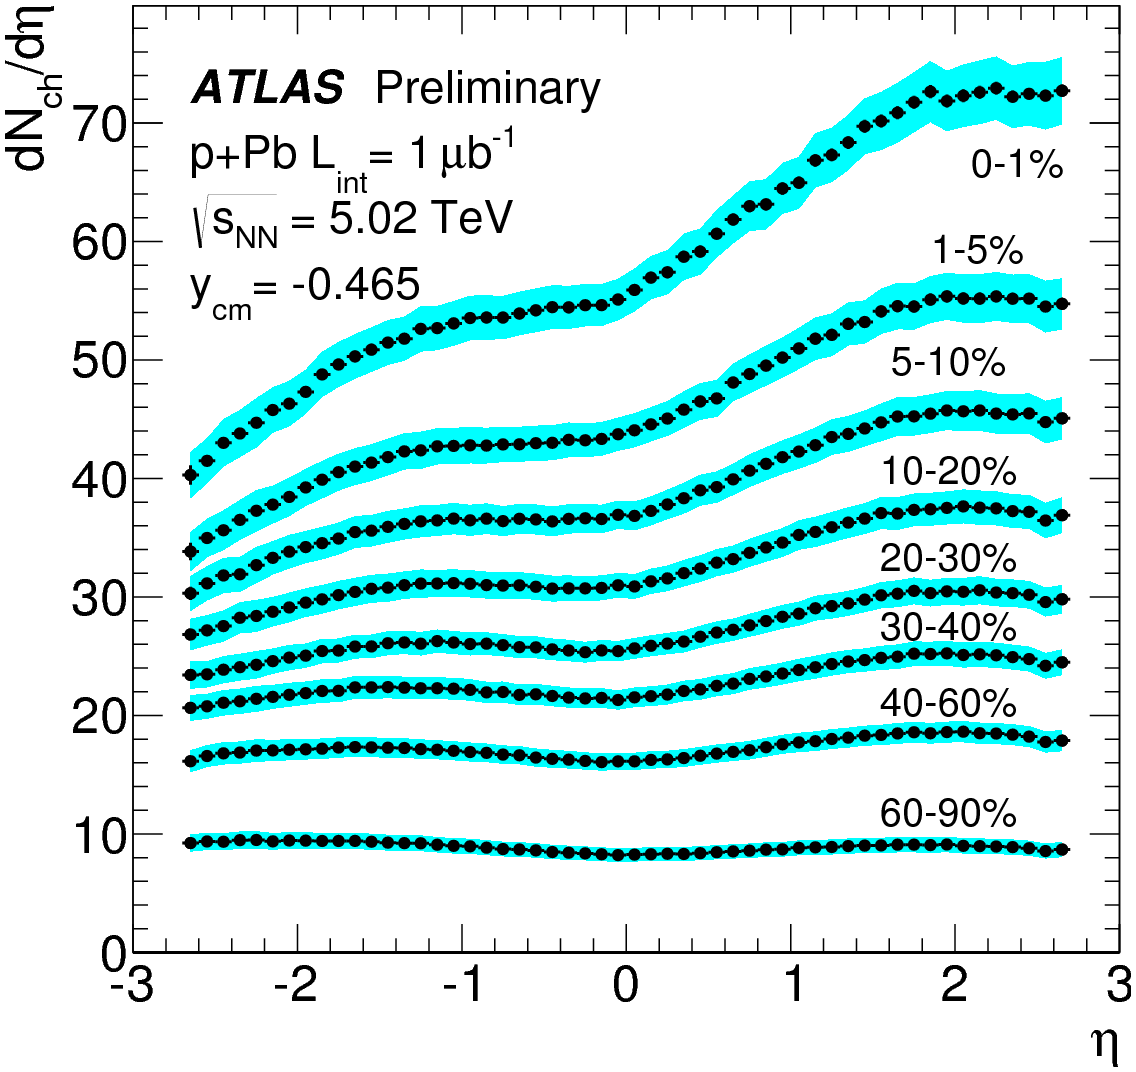 dN_ch/dη
ATLAS Preliminary
p+Pb L_int= 1 μb^-1
√s_NN = 5.02 TeV
y_cm= -0.465
70
60
50
40
30
20
10
0
0-1%
1-5%
5-10%
10-20%
20-30%
30-40%
40-60%
60-90%
-3 -2 -1 0 1 2 3
η